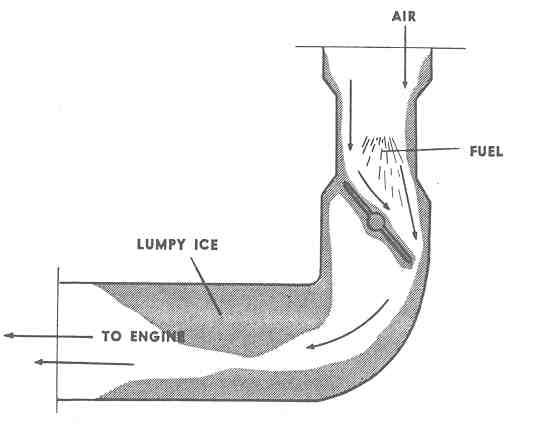 AIR
FUEL
LUMPY ICE
TO ENGINE